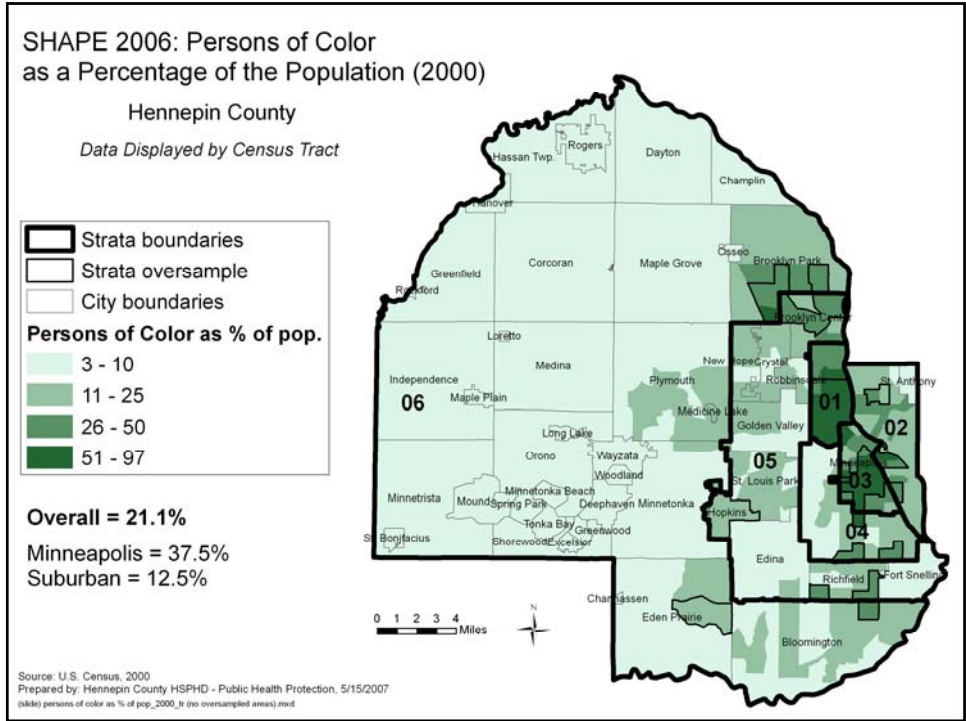 SHAPE 2006: Persons of Color
as a Percentage of the Population (2000)
Hennepin County
Data Displayed by Census Tract
Strata boundaries
Strata oversample
City boundaries
Persons of Color as % of pop.
3 - 10
11 - 25
26 - 50
51 - 97
Overall = 21.1%
Minneapolis = 37.5%
Suburban = 12.5%
Hassan Twp.
Rogers
Dayton
Champlin
Hanover
Osseo
Brooklyn Park
Corcoran
Maple Grove
Greenfield
Rockford
Brooklyn Center
Loretto
Medina
New Hope
Crystal
Robbinsdale
St. Anthony
Independence
06
Maple Plain
Plymouth
Medicine Lake
Golden Valley
01
02
Long Lake
Orono
Wayzata
Woodland
05
St. Louis Park
Minneapolis
03
Minnetrista
Mound
Minnetonka Beach
Spring Park
Deephaven
Minnetonka
Hopkins
Tonka Bay
Greenwood
04
St. Bonifacius
Shorewood
Excelsior
Edina
Richfield
Fort Snelling
Chanhassen
Eden Prairie
Bloomington
0 1 2 3 4
Miles
N
Source: U.S. Census, 2000
Prepared by: Hennepin County HSPHD - Public Health Protection, 5/15/2007
(slide) persons of color as % of pop_2000_tr (no oversampled areas).mxd